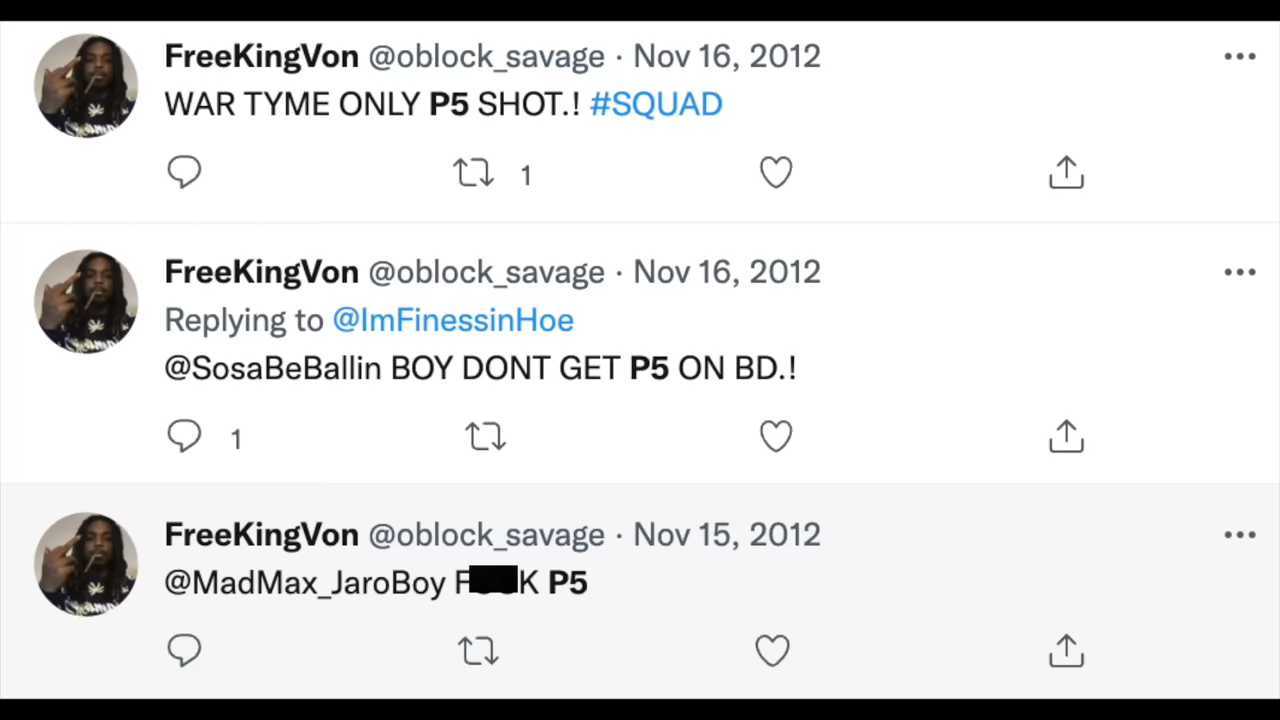 FreeKingVon @oblock_savage · Nov 16, 2012
WAR TYME ONLY P5 SHOT.! #SQUAD
1
FreeKingVon @oblock_savage · Nov 16, 2012
Replying to @ImFinessinHoe
@SosaBeBallin BOY DONT GET P5 ON BD.!
1
FreeKingVon @oblock_savage · Nov 15, 2012
@MadMax_JaroBoy F K P5